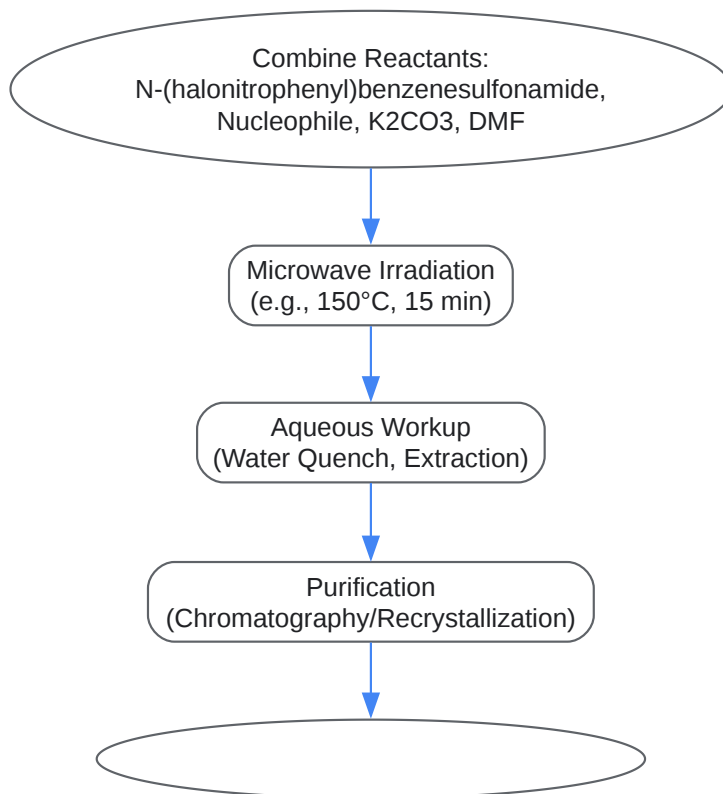 Combine Reactants:
N-(halonitrophenyl)benzenesulfonamide,
Nucleophile, K2CO3, DMF
Microwave Irradiation
(e.g., 150°C, 15 min)
Aqueous Workup
(Water Quench, Extraction)
Purification
(Chromatography/Recrystallization)